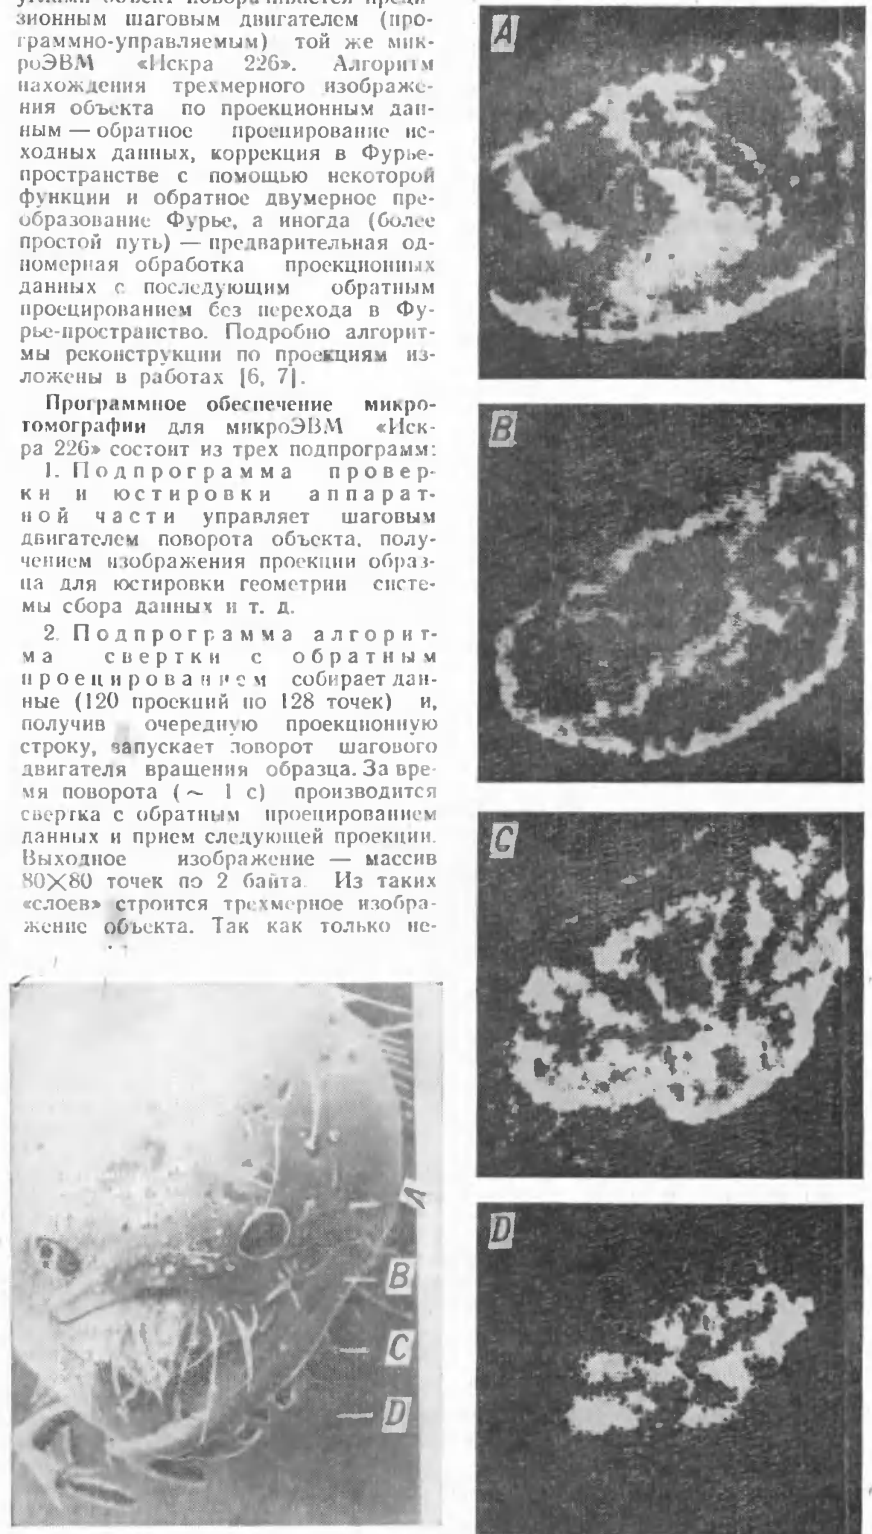 зионным шаговым двигателем (про-
граммно-управляемым) той же мик-
роЭВМ «Искра 226». Алгоритм
нахождения трехмерного изображе-
ния объекта по проекционным дан-
ным — обратное проецирование ис-
ходных данных, коррекция в Фурье-
пространстве с помощью некоторой
функции и обратное двумерное пре-
образование Фурье, а иногда (более
простой путь) — предварительная од-
номерная обработка проекционных
данных с последующим обратным
проецированием без перехода в Фу-
рье-пространство. Подробно алгорит-
мы реконструкции по проекциям из-
ложены в работах [6, 7].
Программное обеспечение микро-
томографии для микроЭВМ «Иск-
ра 226» состоит из трех подпрограмм:
1. Подпрограмма провер-
ки и юстировки аппарат-
ной части управляет шаговым
двигателем поворота объекта, полу-
чением изображения проекции образ-
ца для юстировки геометрии систе-
мы сбора данных и т. д.
2. Подпрограмма алгорит-
ма свертки с обратным
проецированием собирает дан-
ные (120 проекций по 128 точек) и,
получив очередную проекционную
строку, запускает поворот шагового
двигателя вращения образца. За вре-
мя поворота (~ 1 с) производится
свертка с обратным проецированием
данных и прием следующей проекции.
Выходное изображение — массив
80×80 точек по 2 байта. Из таких
«слоев» строится трехмерное изобра-
жение объекта. Так как только не-
A
B
C
D
A
B
C
D